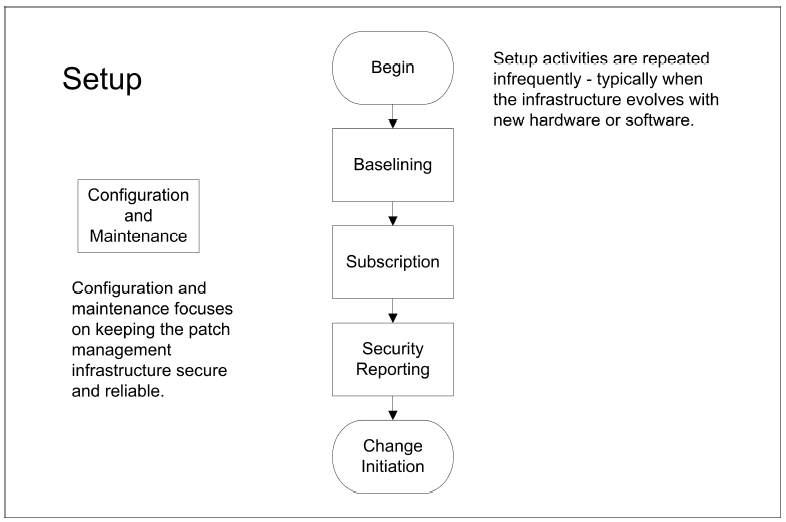 Setup
Begin
Setup activities are repeated
infrequently - typically when
the infrastructure evolves with
new hardware or software.
Baselining
Configuration
and
Maintenance
Subscription
Configuration and
maintenance focuses
on keeping the patch
management
infrastructure secure
and reliable.
Security
Reporting
Change
Initiation